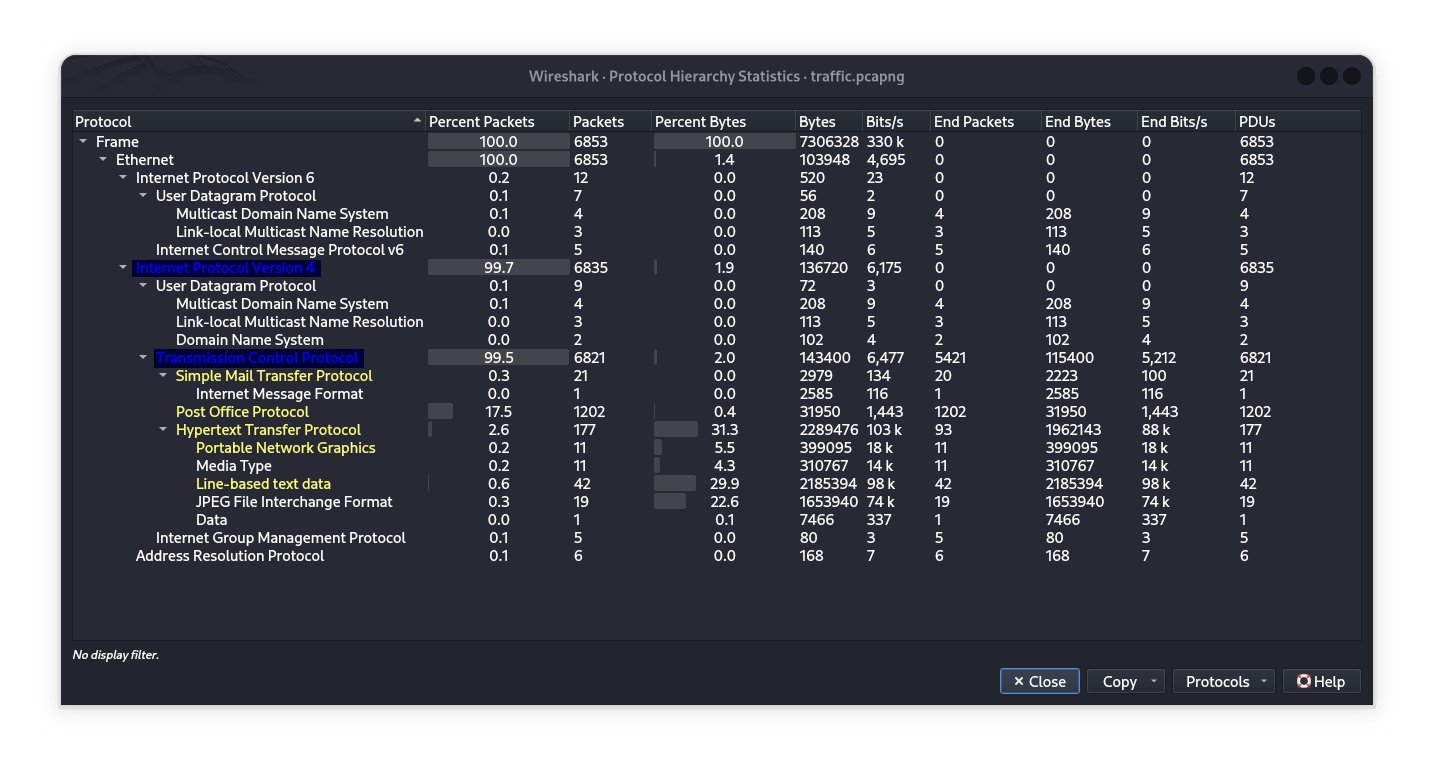 Wireshark · Protocol Hierarchy Statistics · traffic.pcapng
Protocol Percent Packets Packets Percent Bytes Bytes Bits/s End Packets End Bytes End Bits/s PDUs
Frame 100.0 6853 100.0 7306328 330 k 0 0 0 6853
Ethernet 100.0 6853 1.4 103948 4,695 0 0 0 6853
Internet Protocol Version 6 0.2 12 0.0 520 23 0 0 0 12
User Datagram Protocol 0.1 7 0.0 56 2 0 0 0 7
Multicast Domain Name System 0.1 4 0.0 208 9 4 208 9 4
Link-local Multicast Name Resolution 0.0 3 0.0 113 5 3 113 5 3
Internet Control Message Protocol v6 0.1 5 0.0 140 6 5 140 6 5
Internet Protocol Version 4 99.7 6835 1.9 136720 6,175 0 0 0 6835
User Datagram Protocol 0.1 9 0.0 72 3 0 0 0 9
Multicast Domain Name System 0.1 4 0.0 208 9 4 208 9 4
Link-local Multicast Name Resolution 0.0 3 0.0 113 5 3 113 5 3
Domain Name System 0.0 2 0.0 102 4 2 102 4 2
Transmission Control Protocol 99.5 6821 2.0 143400 6,477 5421 115400 5,212 6821
Simple Mail Transfer Protocol 0.3 21 0.0 2979 134 20 2223 100 21
Internet Message Format 0.0 1 0.0 2585 116 1 2585 116 1
Post Office Protocol 17.5 1202 0.4 31950 1,443 1202 31950 1,443 1202
Hypertext Transfer Protocol 2.6 177 31.3 2289476 103 k 93 1962143 88 k 177
Portable Network Graphics 0.2 11 5.5 399095 18 k 11 399095 18 k 11
Media Type 0.2 11 4.3 310767 14 k 11 310767 14 k 11
Line-based text data 0.6 42 29.9 2185394 98 k 42 2185394 98 k 42
JPEG File Interchange Format 0.3 19 22.6 1653940 74 k 19 1653940 74 k 19
Data 0.0 1 0.1 7466 337 1 7466 337 1
Internet Group Management Protocol 0.1 5 0.0 80 3 5 80 3 5
Address Resolution Protocol 0.1 6 0.0 168 7 6 168 7 6
No display filter.
Close Copy Protocols Help